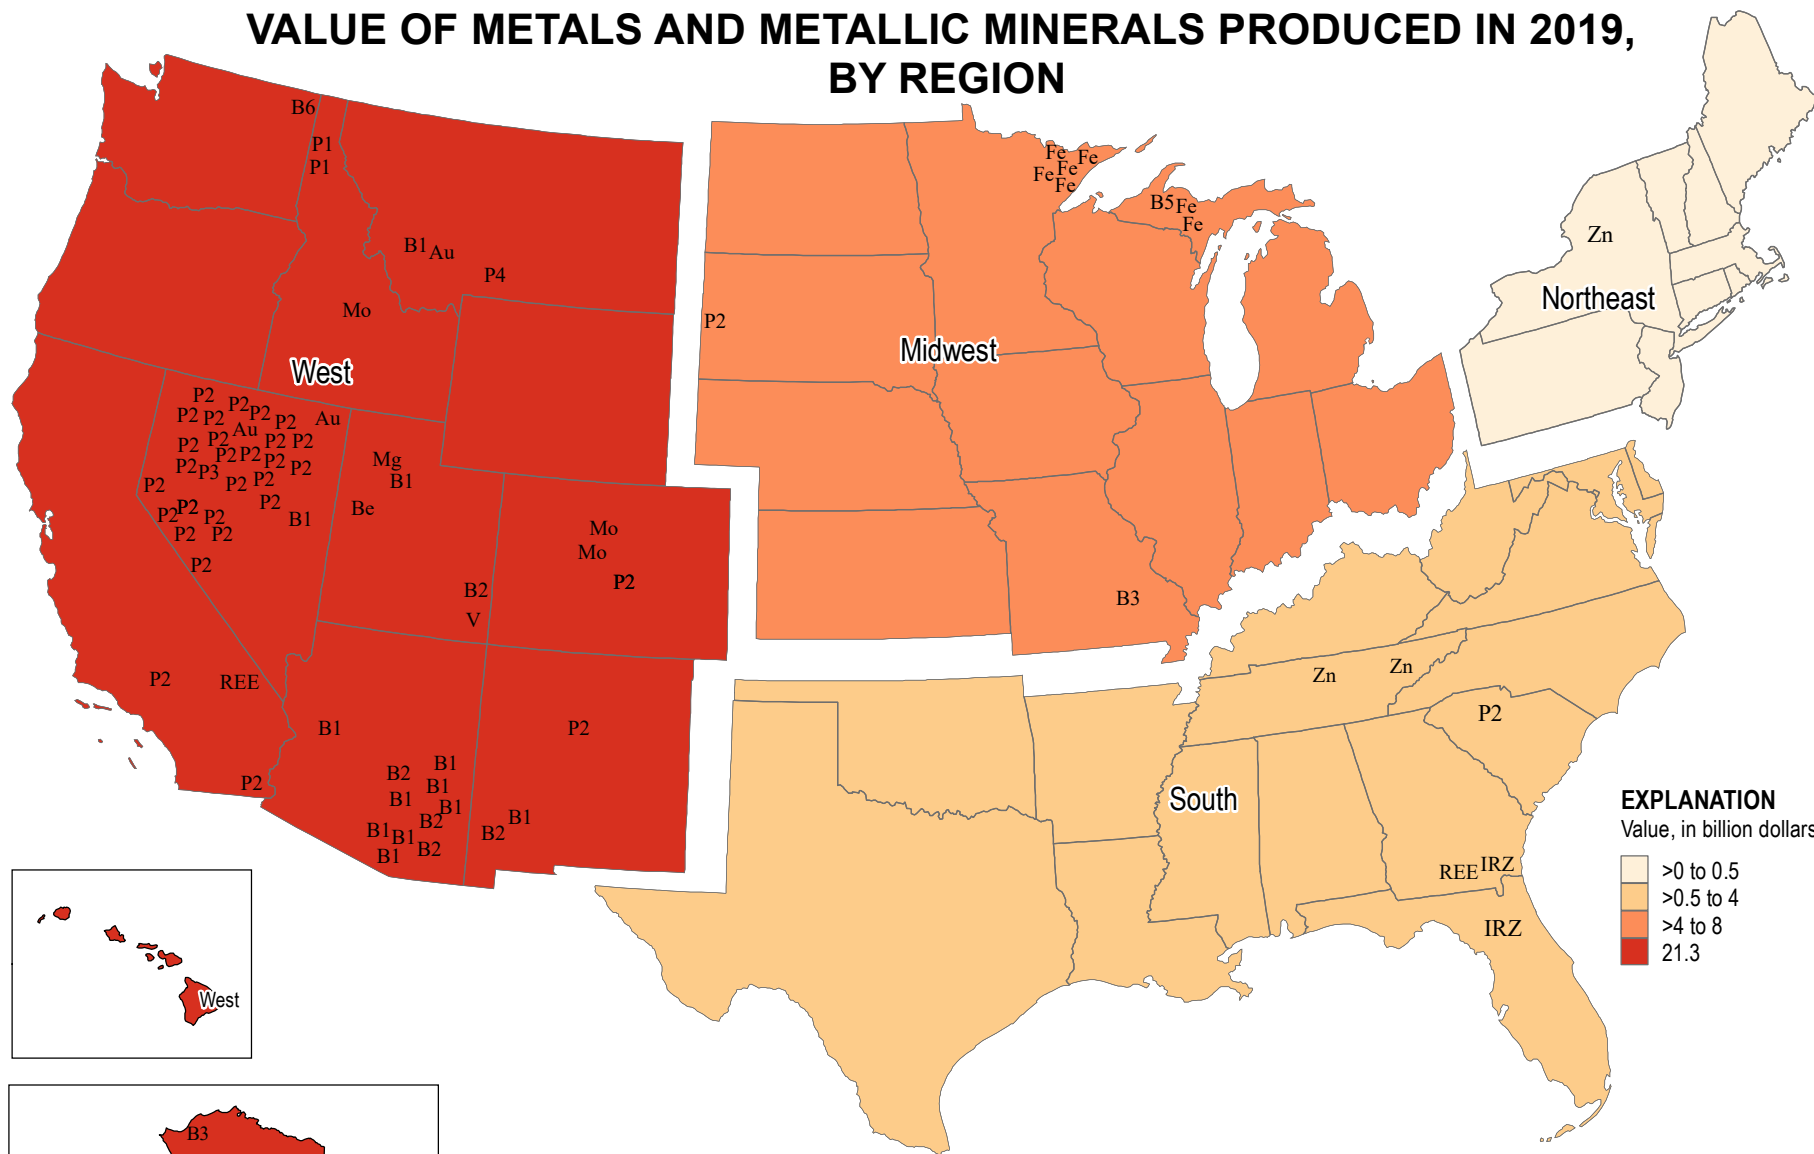 VALUE OF METALS AND METALLIC MINERALS PRODUCED IN 2019,
BY REGION
B6
P1
P1
B1
Au
P4
Mo
West
P2
P2
P2
P2
P2
P2
Au
Au
P2
P2
P2
P2
P2
P2
P2
P2
P2
P3
P2
P2
P2
P2
P2
P2
P2
P2
B1
P2
P2
P2
Mg
B1
Be
B2
V
Mo
Mo
P2
P2
REE
P2
B1
B2
B1
B1
B1
B1
B2
B1
B1
B2
B1
P2
B1
B2
Fe
Fe
Fe
Fe
Fe
B5
Fe
Fe
P2
Midwest
B3
Zn
Northeast
Zn
Zn
P2
South
REE
IRZ
IRZ
EXPLANATION
Value, in billion dollars
>0 to 0.5
>0.5 to 4
>4 to 8
21.3
West
B3